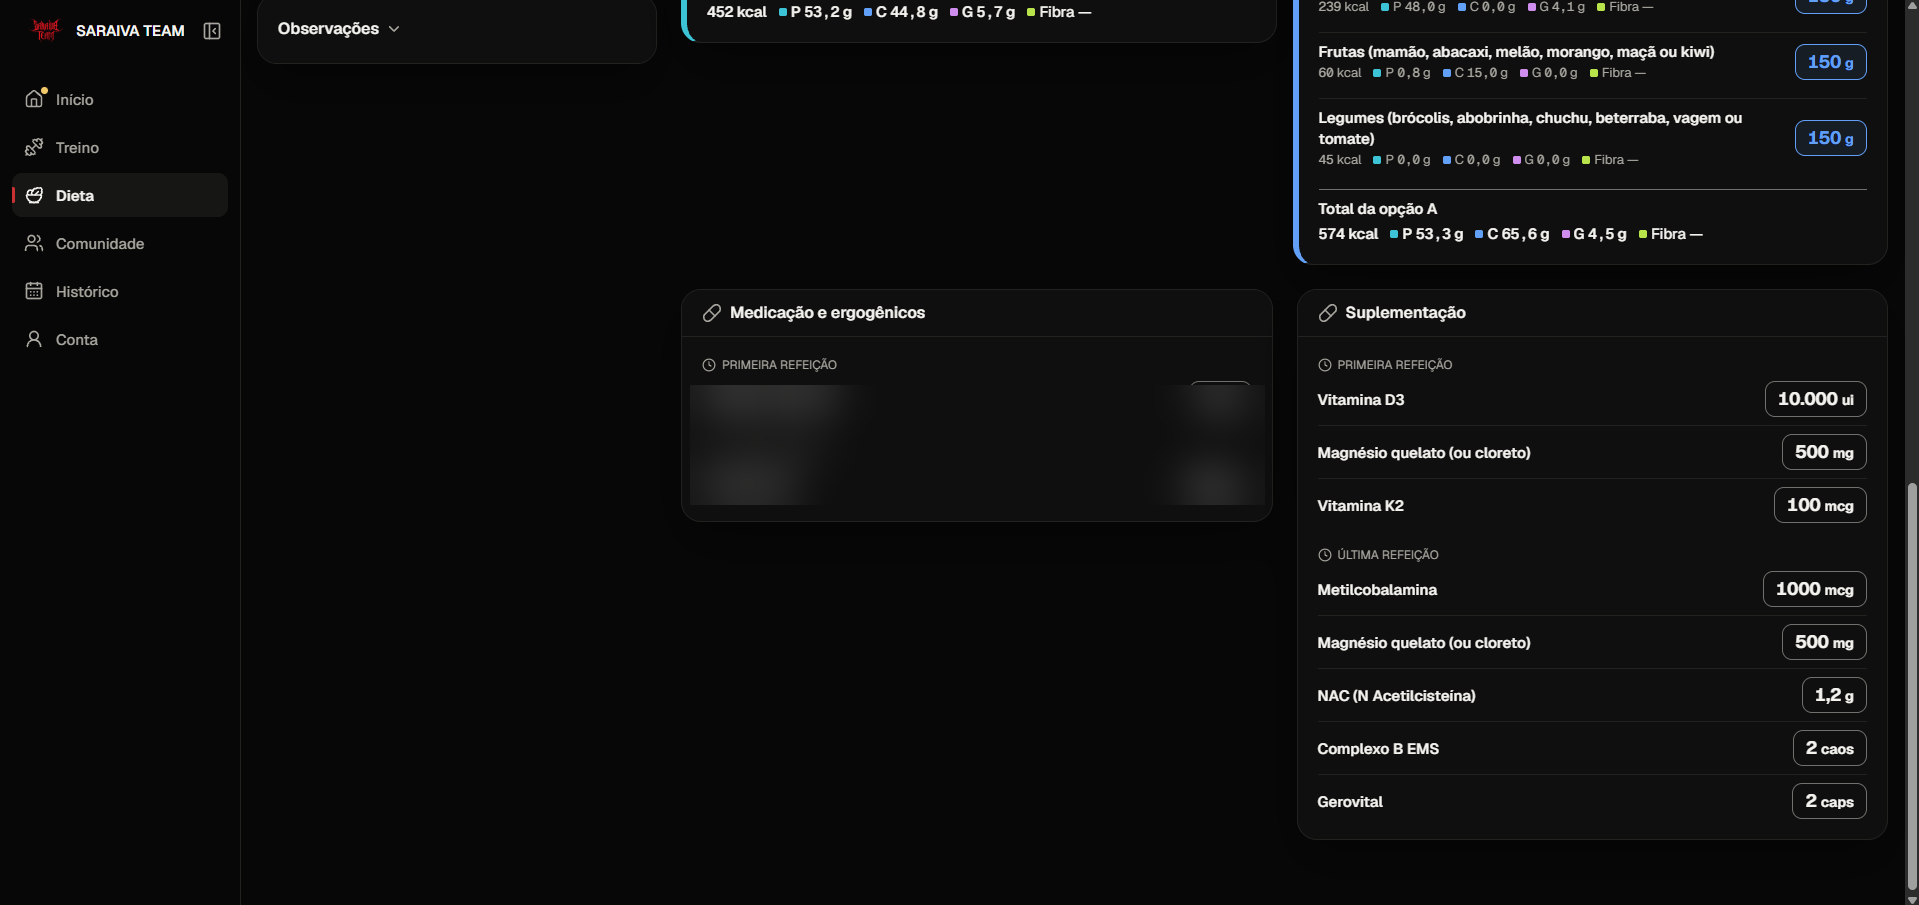 SARAIVA TEAM
Início
Treino
Dieta
Comunidade
Histórico
Conta
Observações
452 kcal P 53,2 g C 44,8 g G 5,7 g Fibra —
239 kcal P 48,0 g C 0,0 g G 4,1 g Fibra —
Frutas (mamão, abacaxi, melão, morango, maçã ou kiwi)
60 kcal P 0,8 g C 15,0 g G 0,0 g Fibra —
150 g
Legumes (brócolis, abobrinha, chuchu, beterraba, vagem ou
tomate)
45 kcal P 0,0 g C 0,0 g G 0,0 g Fibra —
150 g
Total da opção A
574 kcal P 53,3 g C 65,6 g G 4,5 g Fibra —
Medicação e ergogênicos
PRIMEIRA REFEIÇÃO
Suplementação
PRIMEIRA REFEIÇÃO
Vitamina D3 10.000 ui
Magnésio quelato (ou cloreto) 500 mg
Vitamina K2 100 mcg
ÚLTIMA REFEIÇÃO
Metilcobalamina 1000 mcg
Magnésio quelato (ou cloreto) 500 mg
NAC (N Acetilcisteína) 1,2 g
Complexo B EMS 2 caos
Gerovital 2 caps